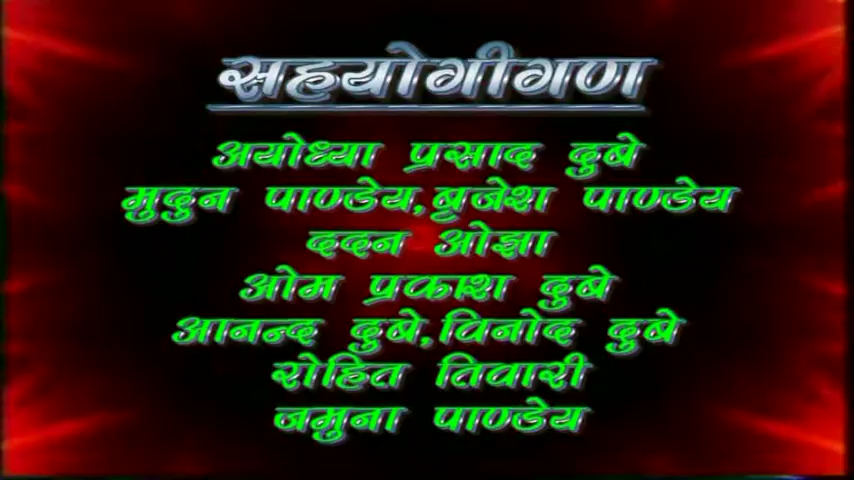 सहयोगीगण
अयोध्या प्रसाद दुबे
मुदुन पाण्डेय, बृजेश पाण्डेय
ददन ओझा
ओम प्रकाश दुबे
आनन्द दुबे, विनोद दुबे
रोहित तिवारी
जमुना पाण्डेय